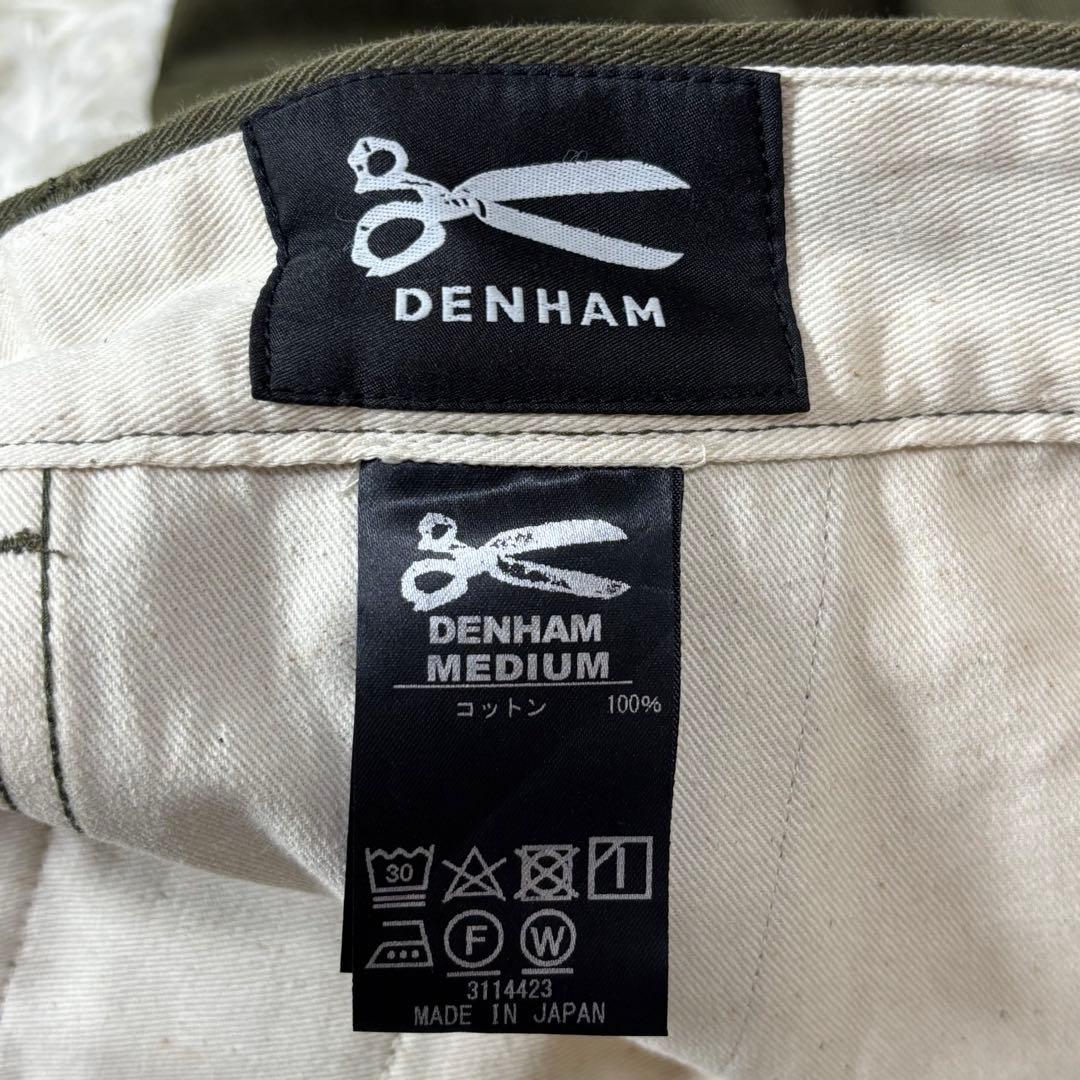 DENHAM
DENHAM
MEDIUM
コットン 100%
30
F W
3114423
MADE IN JAPAN